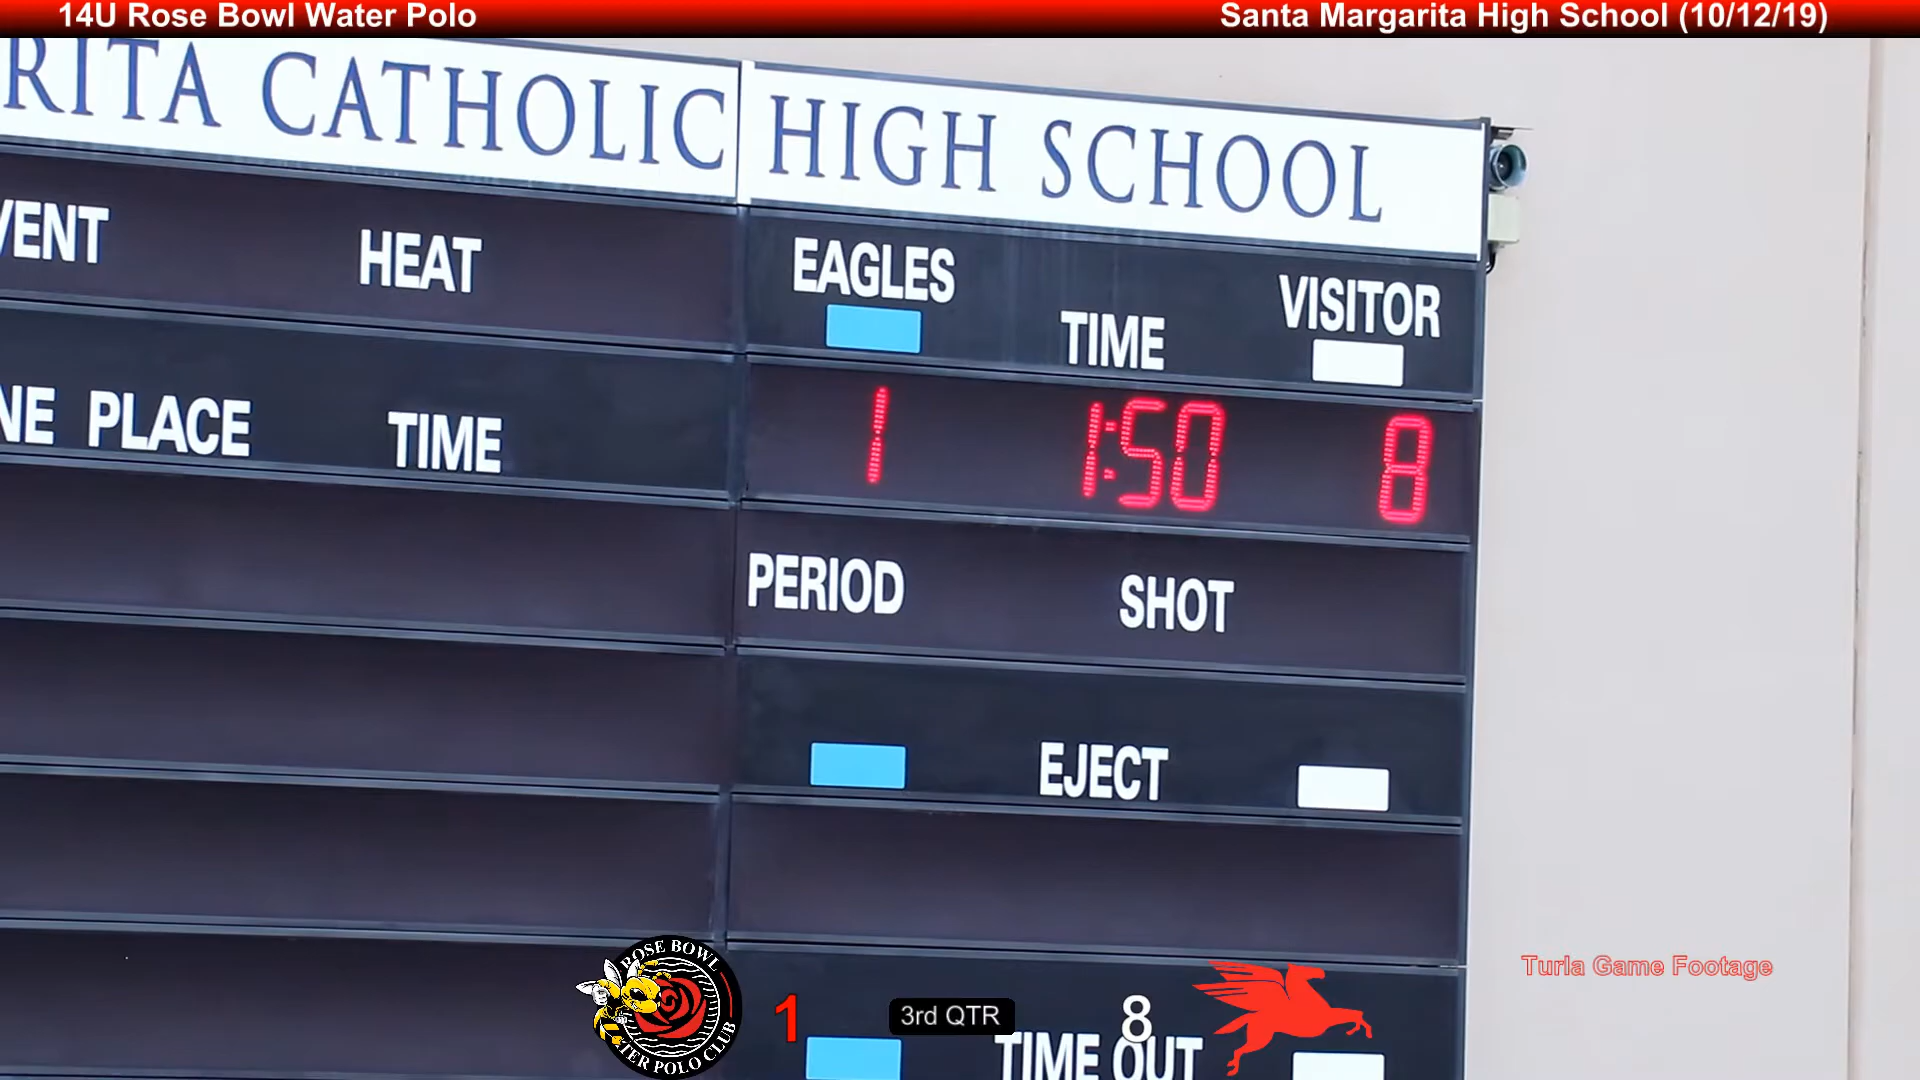 14U Rose Bowl Water Polo
Santa Margarita High School (10/12/19)
RITA CATHOLIC HIGH SCHOOL
VENT HEAT
EAGLES TIME VISITOR
NE PLACE TIME
1 1:50 8
PERIOD SHOT
EJECT
Turla Game Footage
ROSE BOWL
TER POLO CLUB
1 3rd QTR 8
TIME OUT